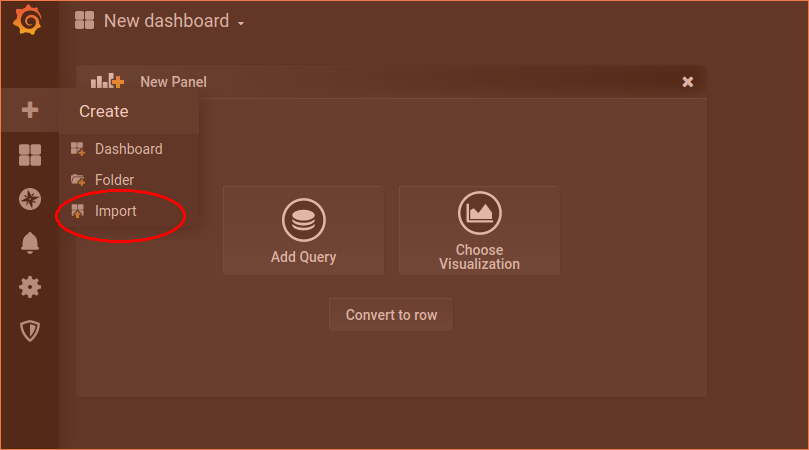 New dashboard
New Panel
Create
Dashboard
Folder
Import
Add Query
Choose
Visualization
Convert to row